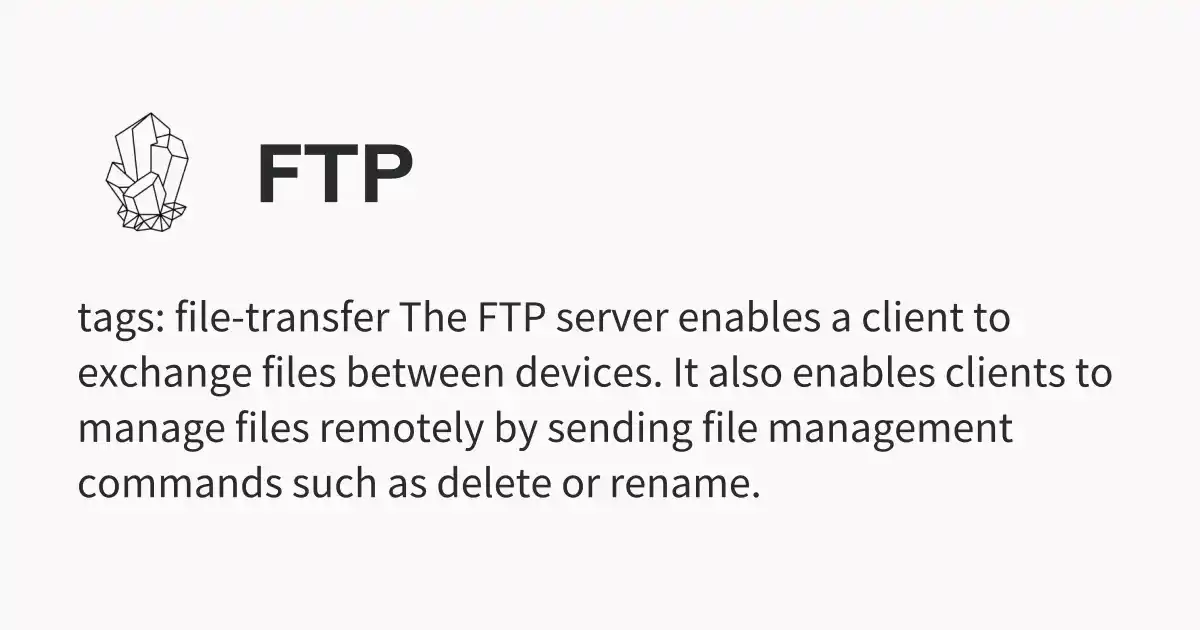 FTP
tags: file-transfer The FTP server enables a client to
exchange files between devices. It also enables clients to
manage files remotely by sending file management
commands such as delete or rename.